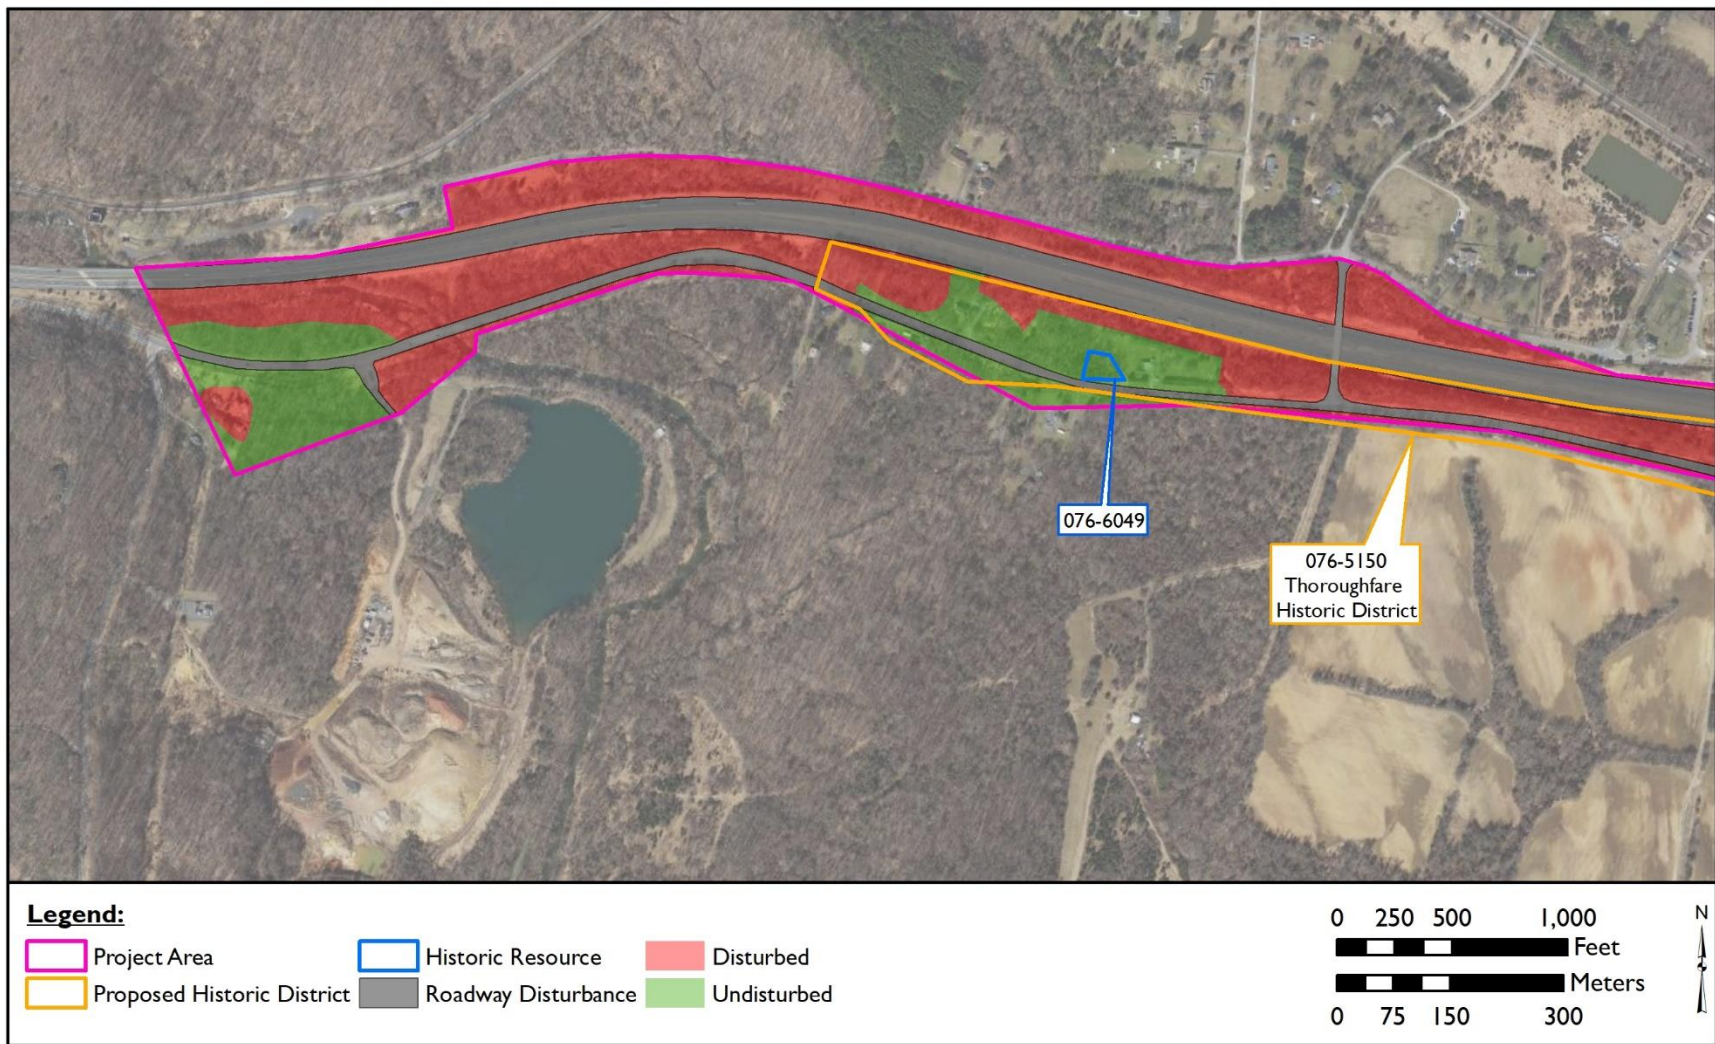 076-6049
076-5150
Thoroughfare
Historic District
Legend:
Project Area
Historic Resource
Disturbed
Proposed Historic District
Roadway Disturbance
Undisturbed
0 250 500 1,000
Feet
Meters
0 75 150 300
N